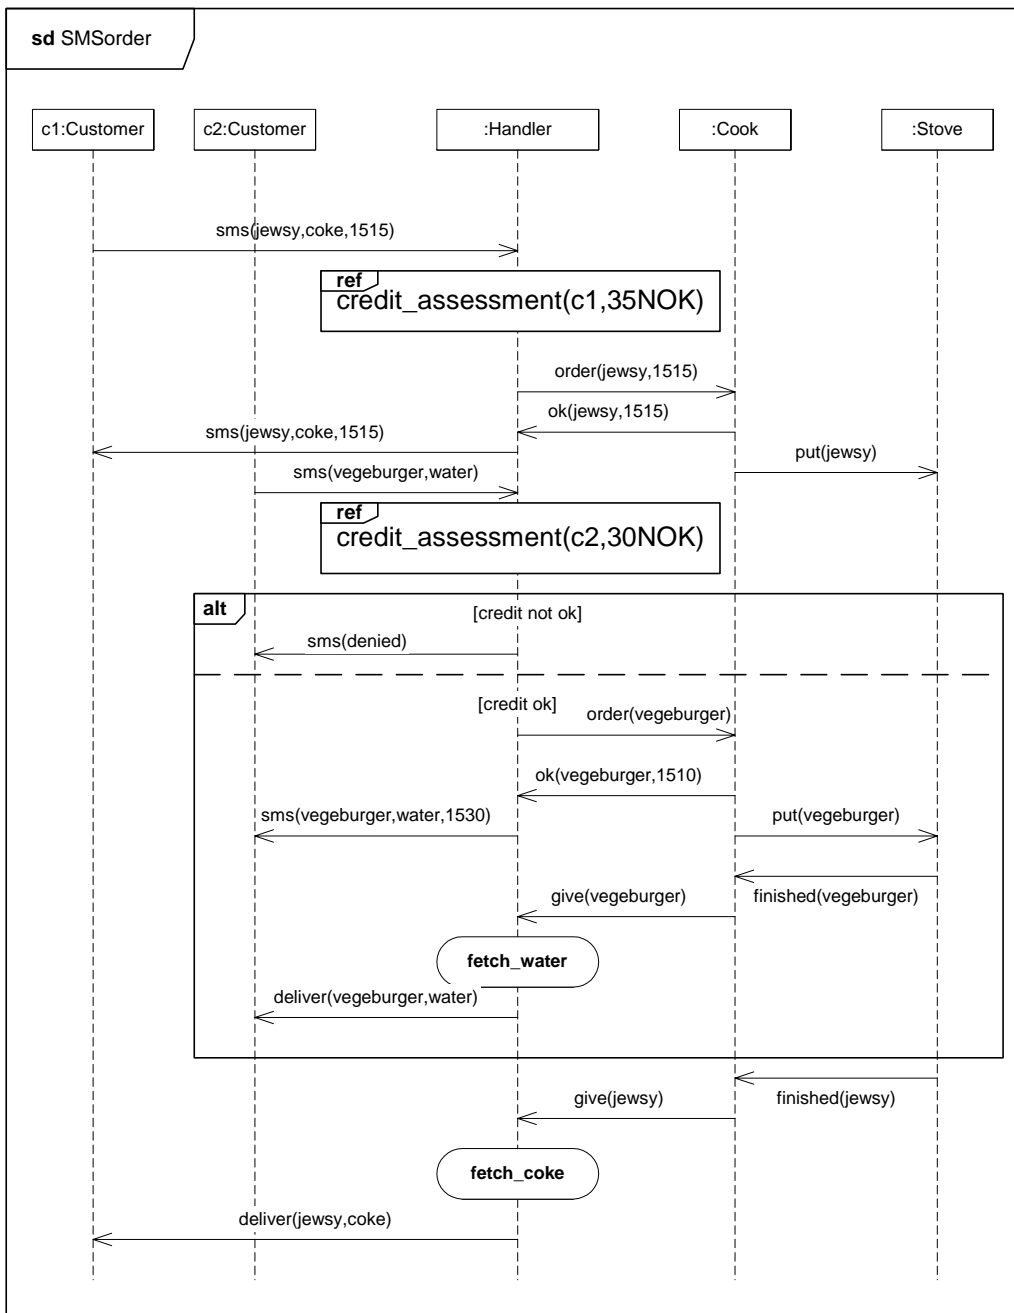 sd SMSorder
c1:Customer
c2:Customer
:Handler
:Cook
:Stove
sms(jewsy,coke,1515)
ref
credit_assessment(c1,35NOK)
order(jewsy,1515)
ok(jewsy,1515)
sms(jewsy,coke,1515)
put(jewsy)
sms(vegeburger,water)
ref
credit_assessment(c2,30NOK)
alt
[credit not ok]
sms(denied)
[credit ok]
order(vegeburger)
ok(vegeburger,1510)
sms(vegeburger,water,1530)
put(vegeburger)
give(vegeburger)
finished(vegeburger)
fetch_water
deliver(vegeburger,water)
give(jewsy)
finished(jewsy)
fetch_coke
deliver(jewsy,coke)